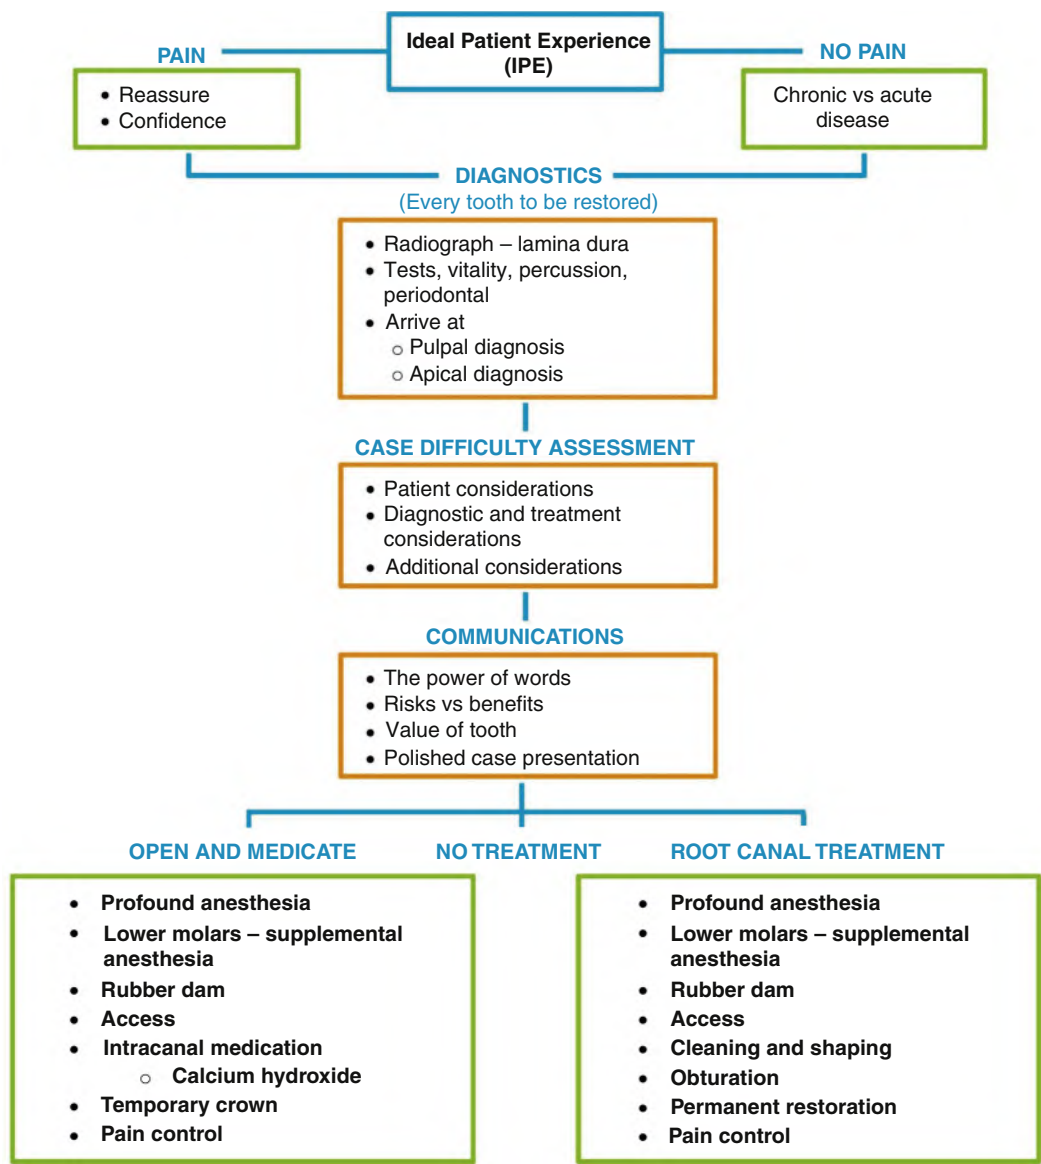 Ideal Patient Experience
(IPE)
PAIN
NO PAIN
• Reassure
• Confidence
Chronic vs acute
disease
DIAGNOSTICS
(Every tooth to be restored)
• Radiograph – lamina dura
• Tests, vitality, percussion,
periodontal
• Arrive at
○ Pulpal diagnosis
○ Apical diagnosis
CASE DIFFICULTY ASSESSMENT
• Patient considerations
• Diagnostic and treatment
considerations
• Additional considerations
COMMUNICATIONS
• The power of words
• Risks vs benefits
• Value of tooth
• Polished case presentation
OPEN AND MEDICATE
NO TREATMENT
ROOT CANAL TREATMENT
• Profound anesthesia
• Lower molars – supplemental
anesthesia
• Rubber dam
• Access
• Intracanal medication
○ Calcium hydroxide
• Temporary crown
• Pain control
• Profound anesthesia
• Lower molars – supplemental
anesthesia
• Rubber dam
• Access
• Cleaning and shaping
• Obturation
• Permanent restoration
• Pain control